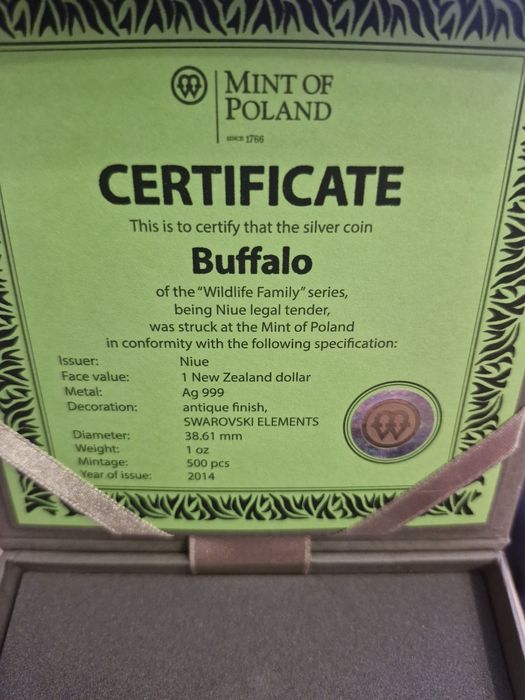 MINT OF
POLAND
SINCE 1766
CERTIFICATE
This is to certify that the silver coin
Buffalo
of the "Wildlife Family" series,
being Niue legal tender,
was struck at the Mint of Poland
in conformity with the following specification:
Issuer: Niue
Face value: 1 New Zealand dollar
Metal: Ag 999
Decoration: antique finish,
SWAROVSKI ELEMENTS
Diameter: 38.61 mm
Weight: 1 oz
Mintage: 500 pcs
Year of issue: 2014